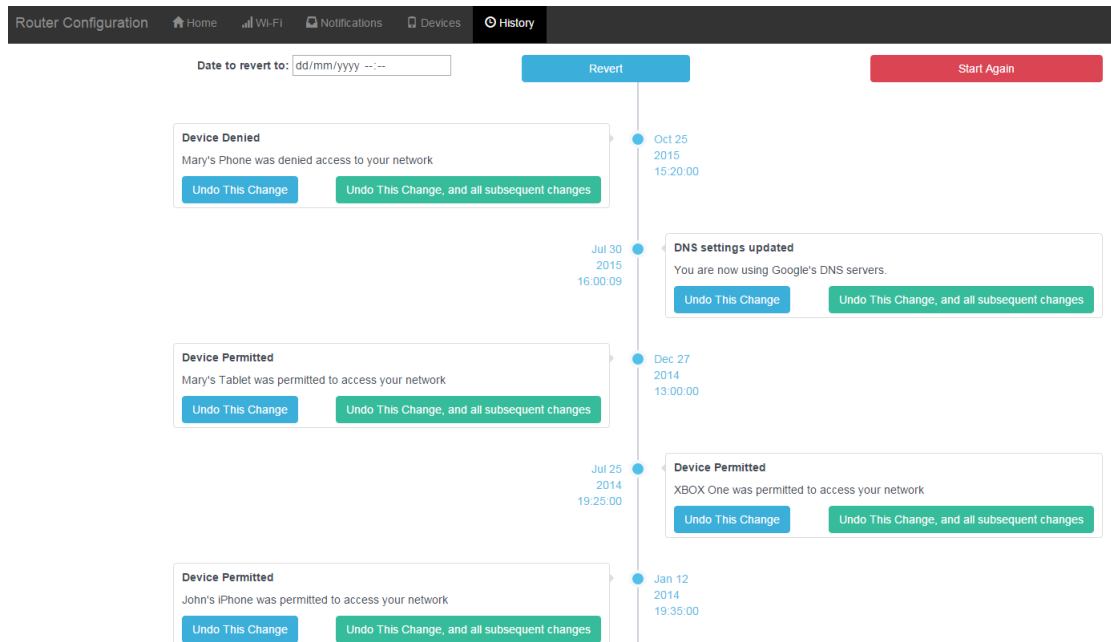 Router Configuration Home Wi-Fi Notifications Devices History
Date to revert to: dd/mm/yyyy --:-- Revert Start Again
Device Denied
Mary's Phone was denied access to your network
Undo This Change Undo This Change, and all subsequent changes
Oct 25
2015
15:20:00
Jul 30
2015
16:00:09
DNS settings updated
You are now using Google's DNS servers.
Undo This Change Undo This Change, and all subsequent changes
Device Permitted
Mary's Tablet was permitted to access your network
Undo This Change Undo This Change, and all subsequent changes
Dec 27
2014
13:00:00
Jul 25
2014
19:25:00
Device Permitted
XBOX One was permitted to access your network
Undo This Change Undo This Change, and all subsequent changes
Device Permitted
John's iPhone was permitted to access your network
Undo This Change Undo This Change, and all subsequent changes
Jan 12
2014
19:35:00